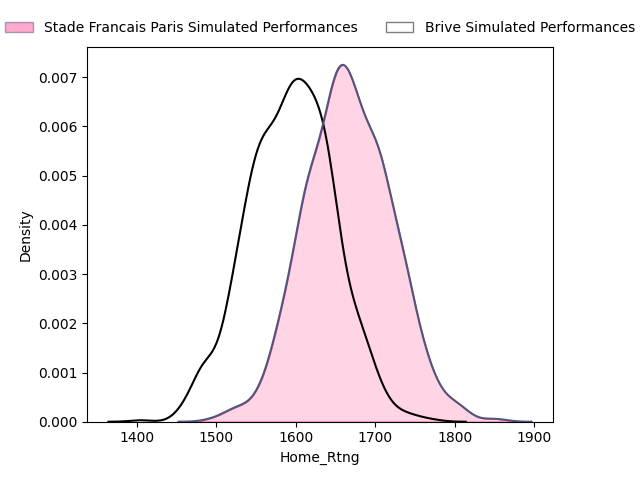 Stade Francais Paris Simulated Performances Brive Simulated Performances
0.007
0.006
0.005
0.004
0.003
0.002
0.001
0.000
Density
1400 1500 1600 1700 1800 1900
Home_Rtng